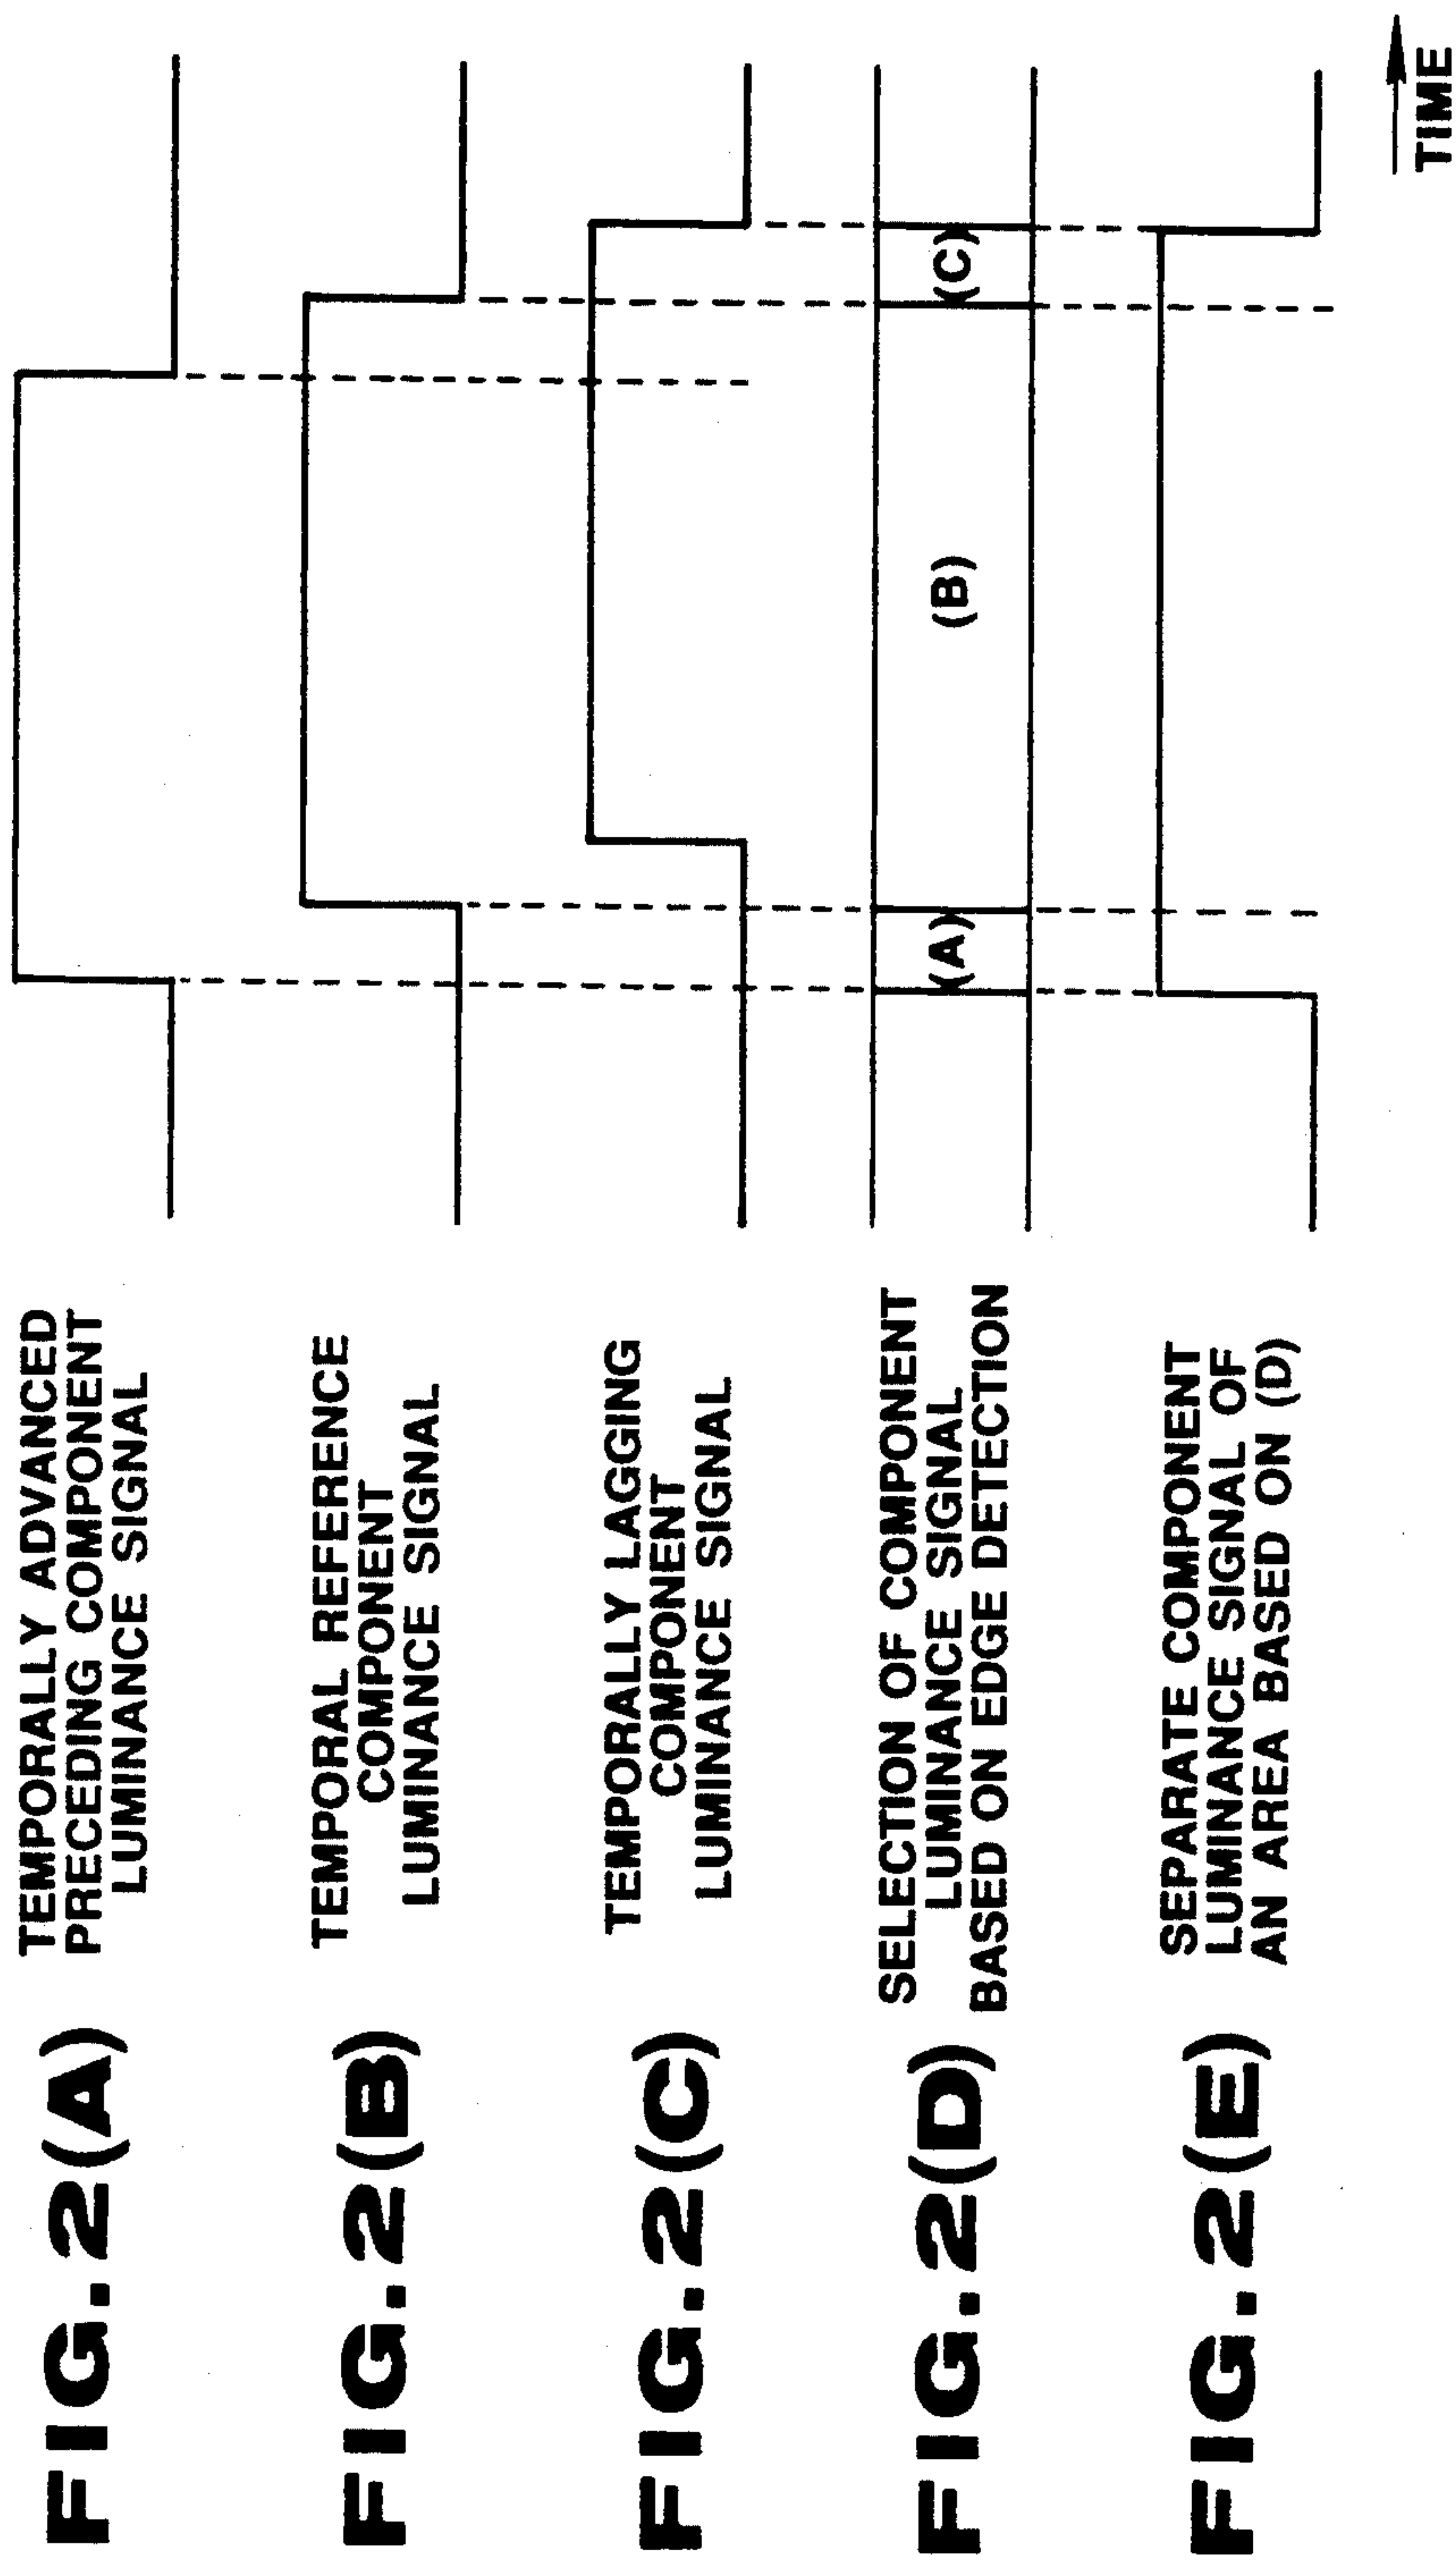 FIG.2(A)
TEMPORALLY ADVANCED
PRECEDING COMPONENT
LUMINANCE SIGNAL
FIG.2(B)
TEMPORAL REFERENCE
COMPONENT
LUMINANCE SIGNAL
FIG.2(C)
TEMPORALLY LAGGING
COMPONENT
LUMINANCE SIGNAL
FIG.2(D)
SELECTION OF COMPONENT
LUMINANCE SIGNAL
BASED ON EDGE DETECTION
(A)
(B)
(C)
FIG.2(E)
SEPARATE COMPONENT
LUMINANCE SIGNAL OF
AN AREA BASED ON (D)
TIME